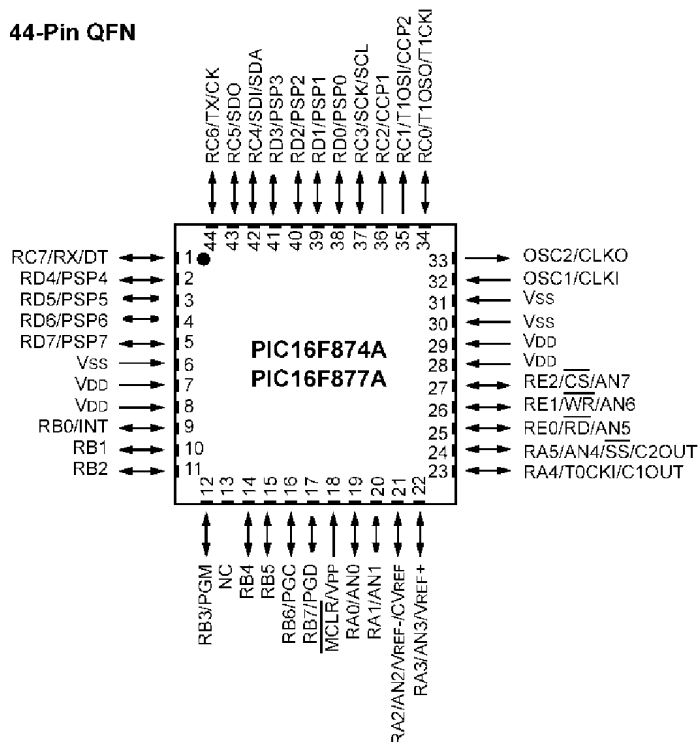 44-Pin QFN
RC6/TX/CK
RC5/SDO
RC4/SDI/SDA
RD3/PSP3
RD2/PSP2
RD1/PSP1
RD0/PSP0
RC3/SCK/SCL
RC2/CCP1
RC1/T1OSI/CCP2
RC0/T1OSO/T1CKI
44
43
42
41
40
39
38
37
36
35
34
RC7/RX/DT 1
RD4/PSP4 2
RD5/PSP5 3
RD6/PSP6 4
RD7/PSP7 5
VSS 6
VDD 7
VDD 8
RB0/INT 9
RB1 10
RB2 11
PIC16F874A
PIC16F877A
33 OSC2/CLKO
32 OSC1/CLKI
31 VSS
30 VSS
29 VDD
28 VDD
27 RE2/CS/AN7
26 RE1/WR/AN6
25 RE0/RD/AN5
24 RA5/AN4/SS/C2OUT
23 RA4/T0CKI/C1OUT
12
13
14
15
16
17
18
19
20
21
22
RB3/PGM
NC
RB4
RB5
RB6/PGC
RB7/PGD
MCLR/VPP
RA0/AN0
RA1/AN1
RA2/AN2/VREF-/CVREF
RA3/AN3/VREF+